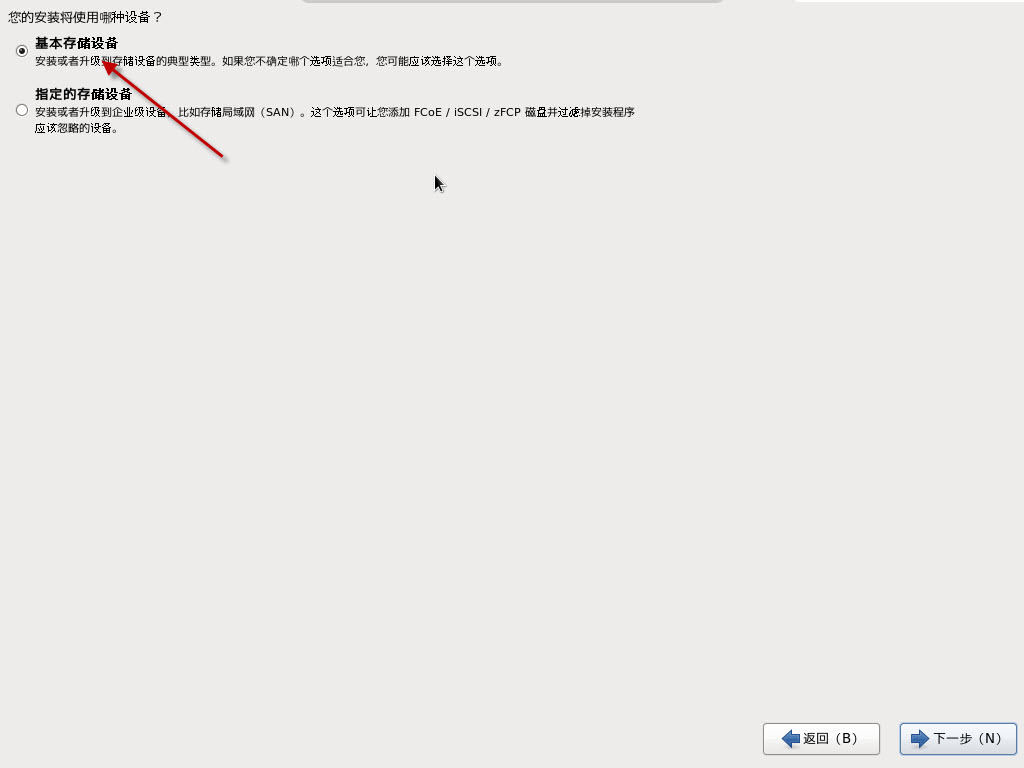 您的安装将使用哪种设备？
基本存储设备
安装或者升级到存储设备的典型类型。如果您不确定哪个选项适合您，您可能应该选择这个选项。
指定的存储设备
安装或者升级到企业级设备，比如存储局域网（SAN）。这个选项可让您添加 FCoE / iSCSI / zFCP 磁盘并过滤掉安装程序
应该忽略的设备。
返回（B）
下一步（N）